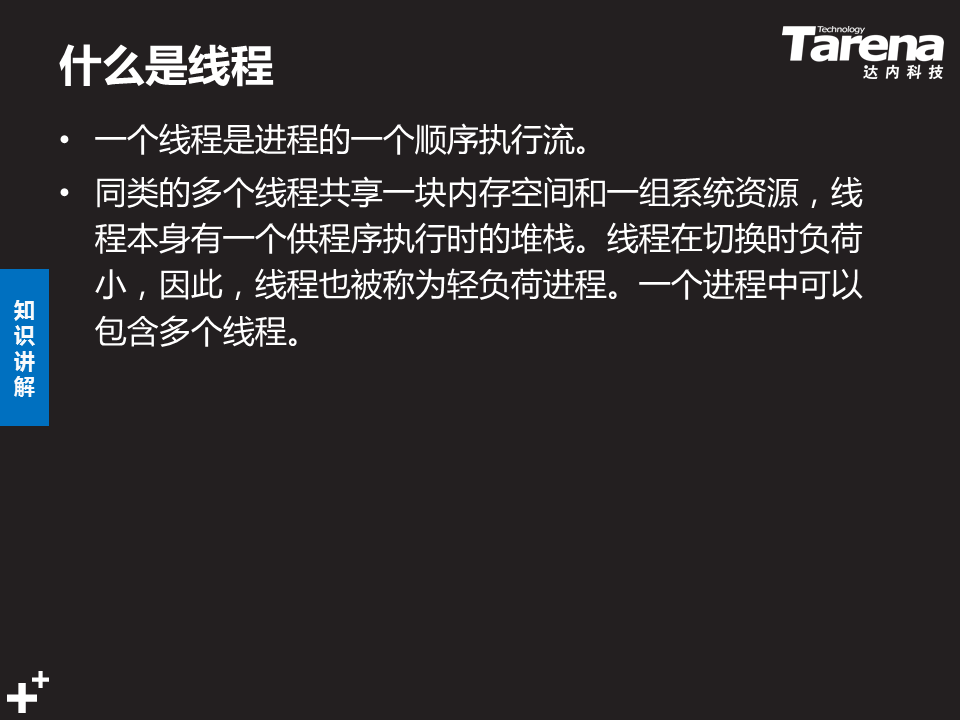 什么是线程
Technology
Tarena
达内科技
• 一个线程是进程的一个顺序执行流。
• 同类的多个线程共享一块内存空间和一组系统资源，线
程本身有一个供程序执行时的堆栈。线程在切换时负荷
小，因此，线程也被称为轻负荷进程。一个进程中可以
包含多个线程。
知
识
讲
解